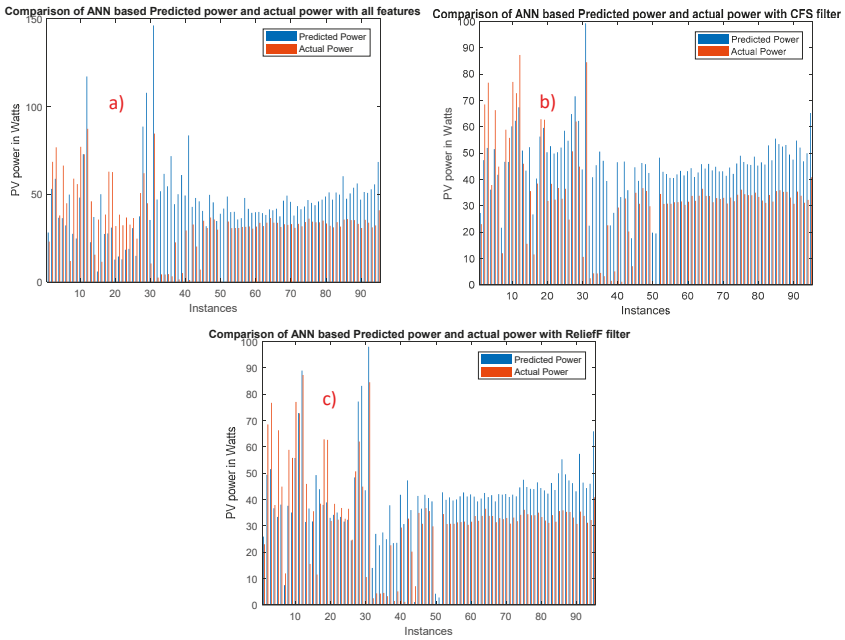 Comparison of ANN based Predicted power and actual power with all features
150
100
50
0
PV power in Watts
Predicted Power
Actual Power
a)
10 20 30 40 50 60 70 80 90
Instances
Comparison of ANN based Predicted power and actual power with CFS filter
100
90
80
70
60
50
40
30
20
10
0
PV power in Watts
Predicted Power
Actual Power
b)
10 20 30 40 50 60 70 80 90
Instances
Comparison of ANN based Predicted power and actual power with ReliefF filter
100
90
80
70
60
50
40
30
20
10
0
PV power in Watts
Predicted Power
Actual Power
c)
10 20 30 40 50 60 70 80 90
Instances